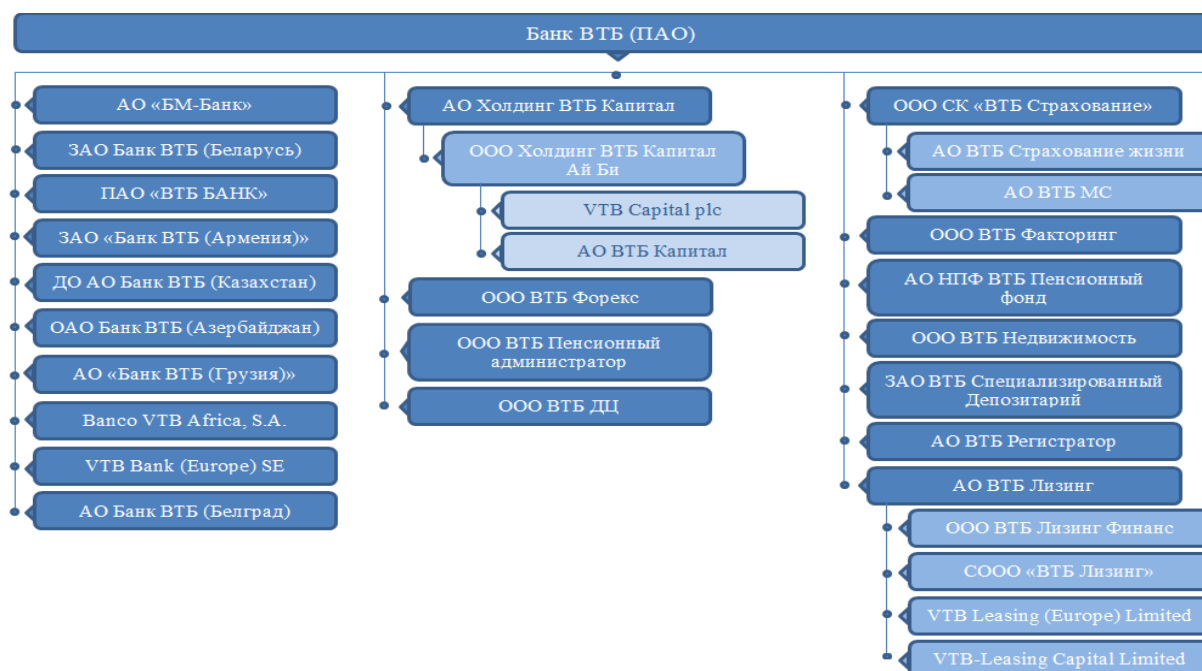 Банк ВТБ (ПАО)
АО «БМ-Банк»
ЗАО Банк ВТБ (Беларусь)
ПАО «ВТБ БАНК»
ЗАО «Банк ВТБ (Армения)»
ДО АО Банк ВТБ (Казахстан)
ОАО Банк ВТБ (Азербайджан)
АО «Банк ВТБ (Грузия)»
Banco VTB Africa, S.A.
VTB Bank (Europe) SE
АО Банк ВТБ (Белград)
АО Холдинг ВТБ Капитал
ООО Холдинг ВТБ Капитал
Ай Би
VTB Capital plc
АО ВТБ Капитал
ООО ВТБ Форекс
ООО ВТБ Пенсионный
администратор
ООО ВТБ ДЦ
ООО СК «ВТБ Страхование»
АО ВТБ Страхование жизни
АО ВТБ МС
ООО ВТБ Факторинг
АО НПФ ВТБ Пенсионный
фонд
ООО ВТБ Недвижимость
ЗАО ВТБ Специализированный
Депозитарий
АО ВТБ Регистратор
АО ВТБ Лизинг
ООО ВТБ Лизинг Финанс
СООО «ВТБ Лизинг»
VTB Leasing (Europe) Limited
VTB-Leasing Capital Limited